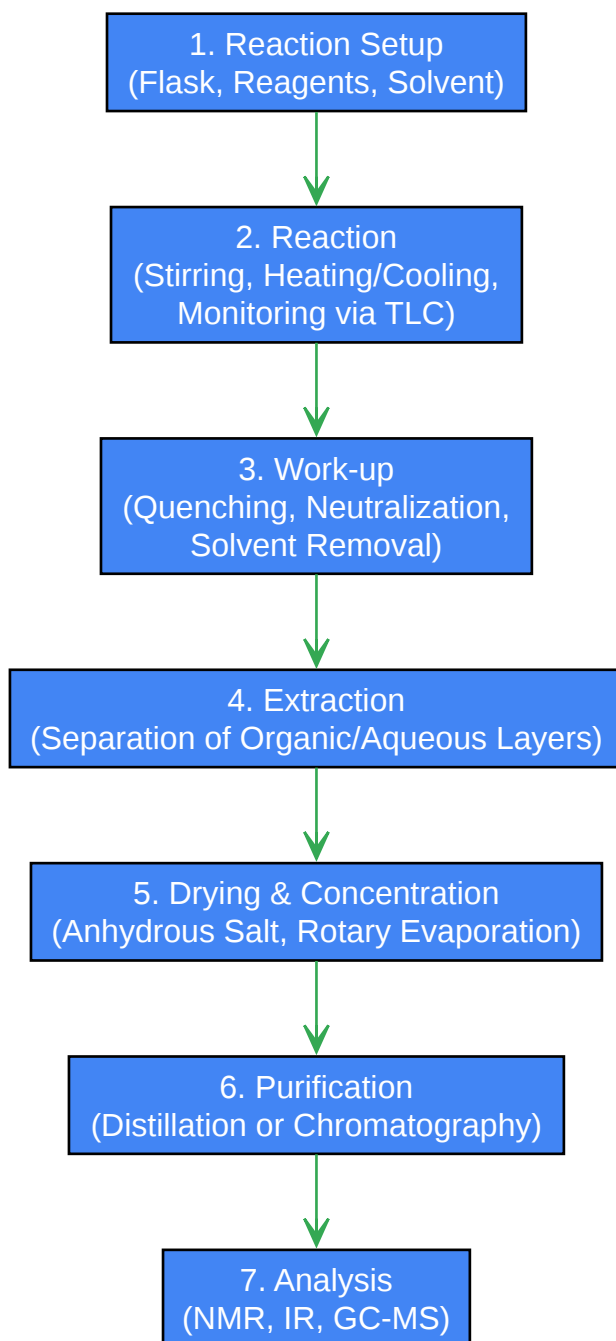 1. Reaction Setup
(Flask, Reagents, Solvent)
2. Reaction
(Stirring, Heating/Cooling,
Monitoring via TLC)
3. Work-up
(Quenching, Neutralization,
Solvent Removal)
4. Extraction
(Separation of Organic/Aqueous Layers)
5. Drying & Concentration
(Anhydrous Salt, Rotary Evaporation)
6. Purification
(Distillation or Chromatography)
7. Analysis
(NMR, IR, GC-MS)